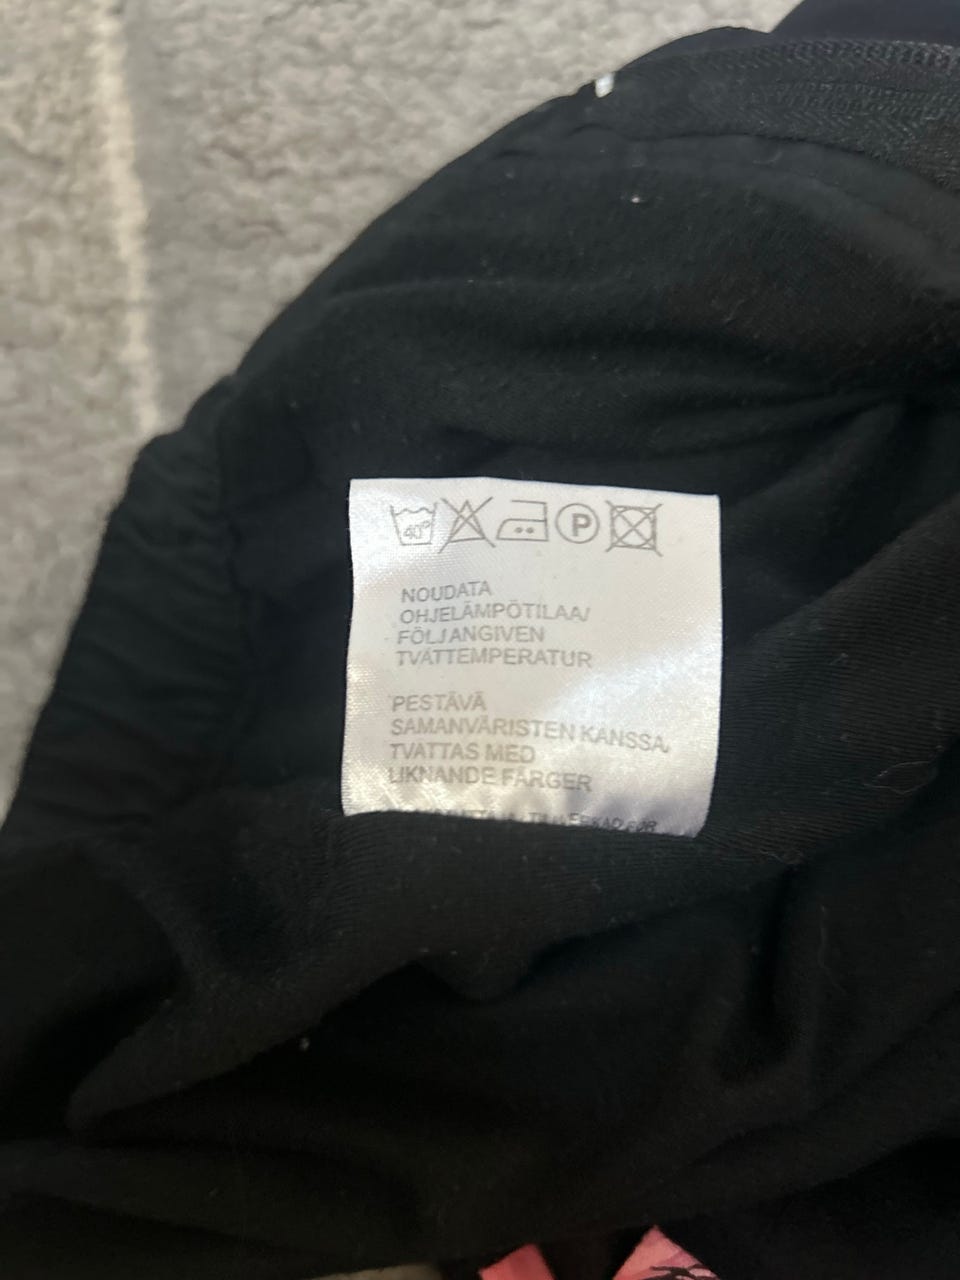 40°
P
NOUDATA
OHJELÄMPÖTILAA/
FÖLJ ANGIVEN
TVÄTTEMPERATUR
PESTÄVÄ
SAMANVÄRISTEN KANSSA,
TVATTAS MED
LIKNANDE FÄRGER